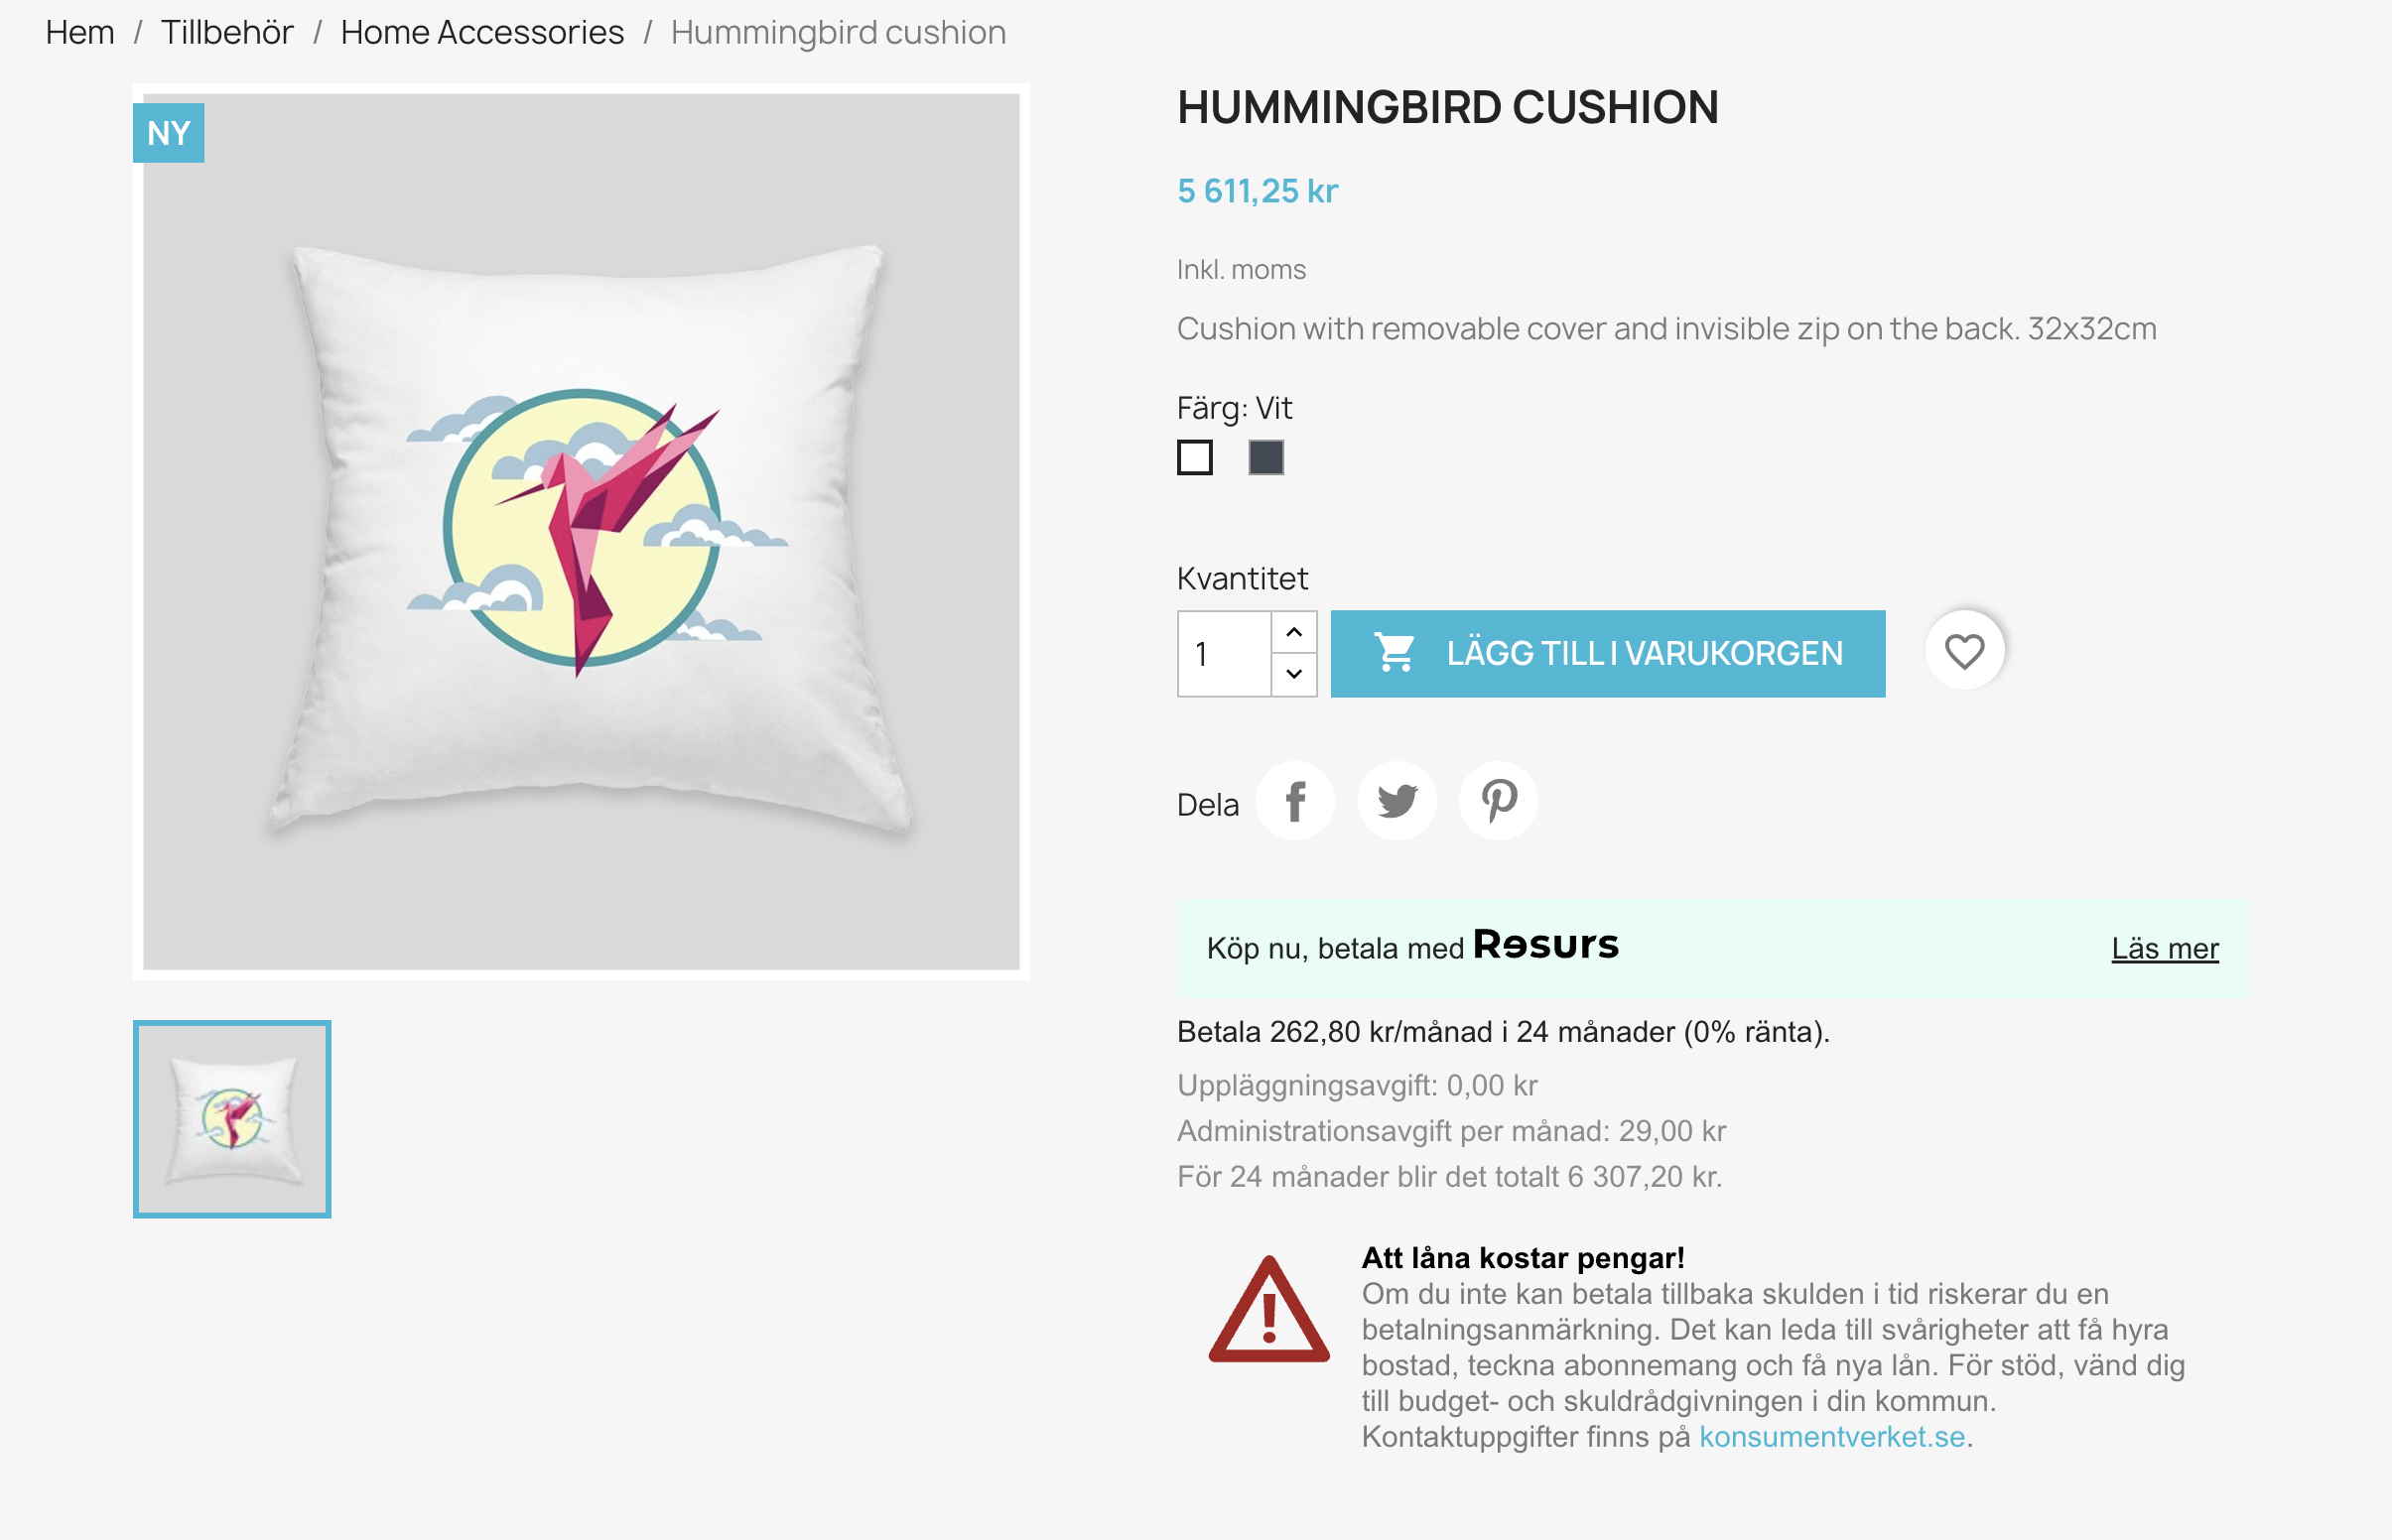 Hem / Tillbehör / Home Accessories / Hummingbird cushion
NY
HUMMINGBIRD CUSHION
5 611,25 kr
Inkl. moms
Cushion with removable cover and invisible zip on the back. 32x32cm
Färg: Vit
Kvantitet
1
LÄGG TILL I VARUKORGEN
Dela
Köp nu, betala med Resurs
Läs mer
Betala 262,80 kr/månad i 24 månader (0% ränta).
Uppläggningsavgift: 0,00 kr
Administrationsavgift per månad: 29,00 kr
För 24 månader blir det totalt 6 307,20 kr.
Att låna kostar pengar!
Om du inte kan betala tillbaka skulden i tid riskerar du en
betalningsanmärkning. Det kan leda till svårigheter att få hyra
bostad, teckna abonnemang och få nya lån. För stöd, vänd dig
till budget- och skuldrådgivningen i din kommun.
Kontaktuppgifter finns på konsumentverket.se.